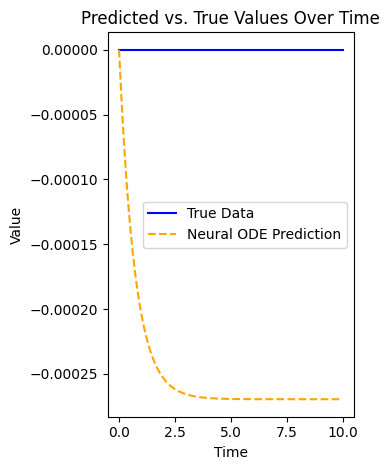 Predicted vs. True Values Over Time
0.00000
−0.00005
−0.00010
−0.00015
−0.00020
−0.00025
Value
True Data
Neural ODE Prediction
0.0 2.5 5.0 7.5 10.0
Time